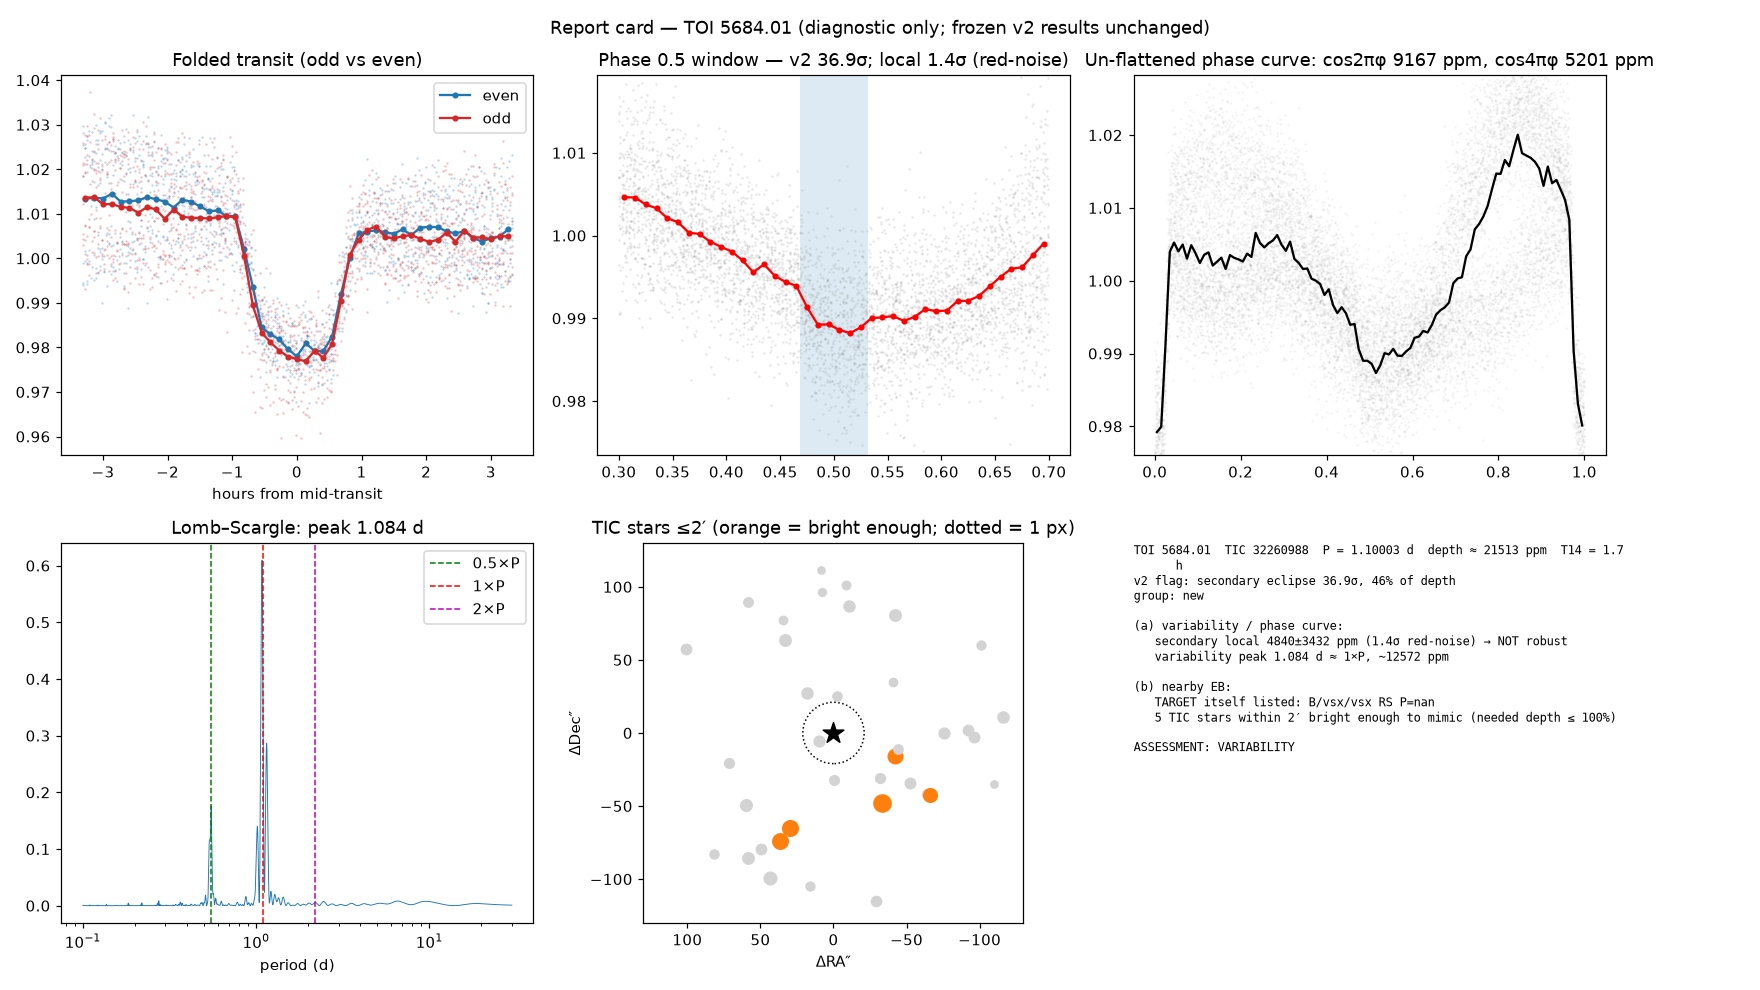 Report card — TOI 5684.01 (diagnostic only; frozen v2 results unchanged)
Folded transit (odd vs even)
1.04
1.03
1.02
1.01
1.00
0.99
0.98
0.97
0.96
even
odd
−3 −2 −1 0 1 2 3
hours from mid-transit
Phase 0.5 window — v2 36.9σ; local 1.4σ (red-noise)
1.01
1.00
0.99
0.98
0.30 0.35 0.40 0.45 0.50 0.55 0.60 0.65 0.70
Un-flattened phase curve: cos2πφ 9167 ppm, cos4πφ 5201 ppm
1.02
1.01
1.00
0.99
0.98
0.0 0.2 0.4 0.6 0.8 1.0
Lomb–Scargle: peak 1.084 d
0.6
0.5
0.4
0.3
0.2
0.1
0.0
0.5×P
1×P
2×P
10⁻¹ 10⁰ 10¹
period (d)
TIC stars ≤2′ (orange = bright enough; dotted = 1 px)
ΔDec″
100
50
0
−50
−100
100 50 0 −50 −100
ΔRA″
TOI 5684.01 TIC 32260988 P = 1.10003 d depth ≈ 21513 ppm T14 = 1.7
h
v2 flag: secondary eclipse 36.9σ, 46% of depth
group: new
(a) variability / phase curve:
secondary local 4840±3432 ppm (1.4σ red-noise) → NOT robust
variability peak 1.084 d ≈ 1×P, ~12572 ppm
(b) nearby EB:
TARGET itself listed: B/vsx/vsx RS P=nan
5 TIC stars within 2′ bright enough to mimic (needed depth ≤ 100%)
ASSESSMENT: VARIABILITY